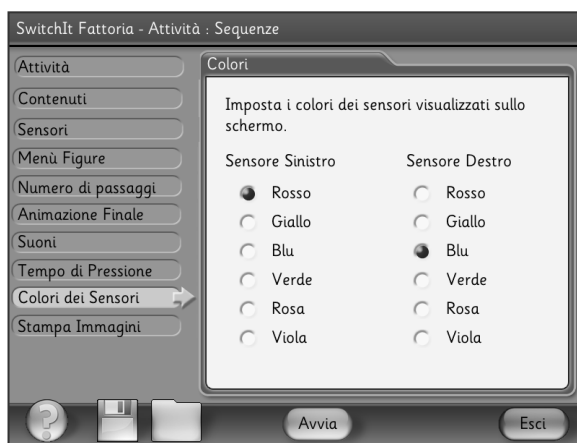 SwitchIt Fattoria - Attività : Sequenze
Attività
Contenuti
Sensori
Menù Figure
Numero di passaggi
Animazione Finale
Suoni
Tempo di Pressione
Colori dei Sensori
Stampa Immagini
Colori
Imposta i colori dei sensori visualizzati sullo
schermo.
Sensore Sinistro
Rosso
Giallo
Blu
Verde
Rosa
Viola
Sensore Destro
Rosso
Giallo
Blu
Verde
Rosa
Viola
?
Avvia
Esci